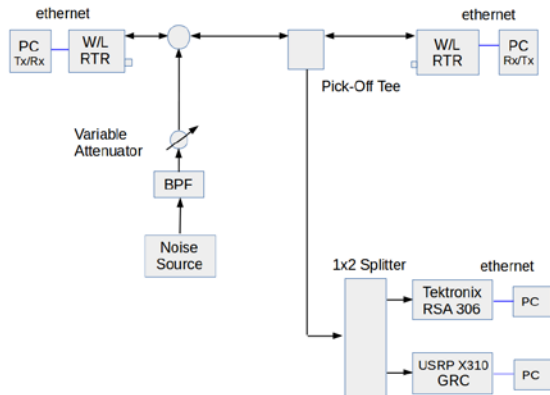 ethernet
ethernet
PC
Tx/Rx
W/L
RTR
W/L
RTR
PC
Rx/Tx
Pick-Off Tee
Variable
Attenuator
BPF
Noise
Source
1x2 Splitter
ethernet
Tektronix
RSA 306
PC
USRP X310
GRC
PC